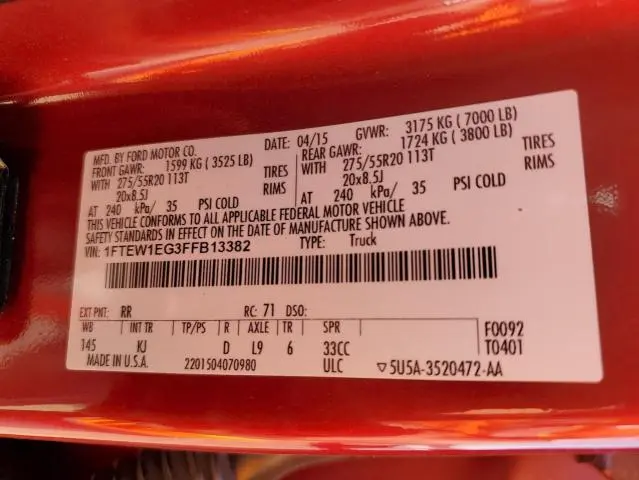 MFD. BY FORD MOTOR CO. DATE: 04/15 GVWR: 3175 KG ( 7000 LB)
FRONT GAWR: 1599 KG ( 3525 LB) REAR GAWR: 1724 KG ( 3800 LB)
WITH 275/55R20 113T TIRES WITH 275/55R20 113T TIRES
20x8.5J RIMS 20x8.5J RIMS
AT 240 kPa/ 35 PSI COLD AT 240 kPa/ 35 PSI COLD
THIS VEHICLE CONFORMS TO ALL APPLICABLE FEDERAL MOTOR VEHICLE
SAFETY STANDARDS IN EFFECT ON THE DATE OF MANUFACTURE SHOWN ABOVE.
VIN: 1FTEW1EG3FFB13382 TYPE: Truck
EXT PNT: RR RC: 71 DSO:
WB INT TR TP/PS R AXLE TR SPR F0092
145 KJ D L9 6 33CC T0401
MADE IN U.S.A. 2201504070980 ULC ▽5U5A-3520472-AA